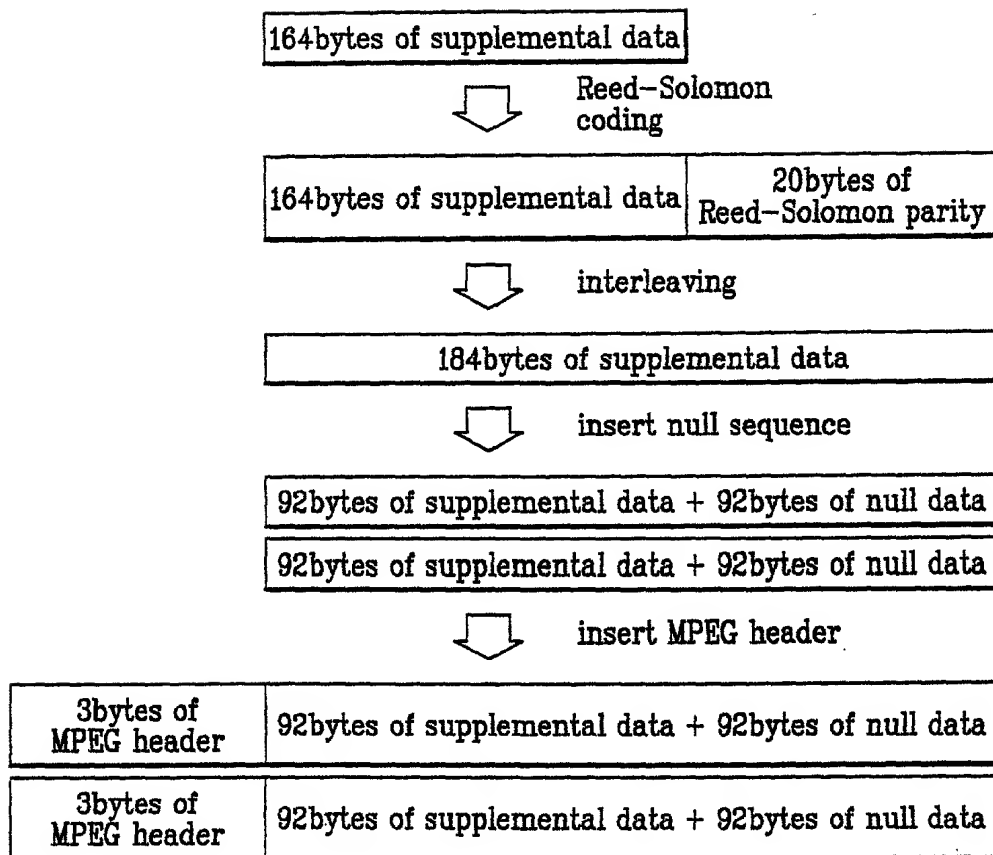 164bytes of supplemental data
Reed-Solomon
coding
164bytes of supplemental data
20bytes of
Reed-Solomon parity
interleaving
184bytes of supplemental data
insert null sequence
92bytes of supplemental data + 92bytes of null data
92bytes of supplemental data + 92bytes of null data
insert MPEG header
3bytes of
MPEG header
92bytes of supplemental data + 92bytes of null data
3bytes of
MPEG header
92bytes of supplemental data + 92bytes of null data